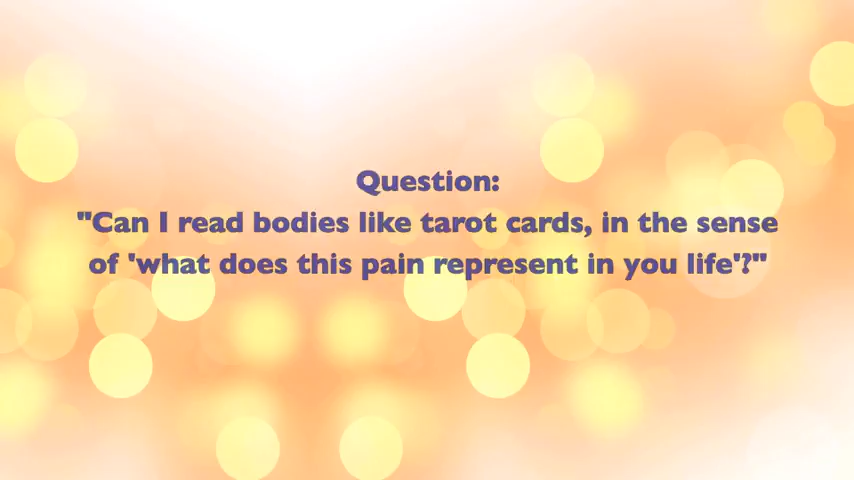 Question:
"Can I read bodies like tarot cards, in the sense
of 'what does this pain represent in you life'?"